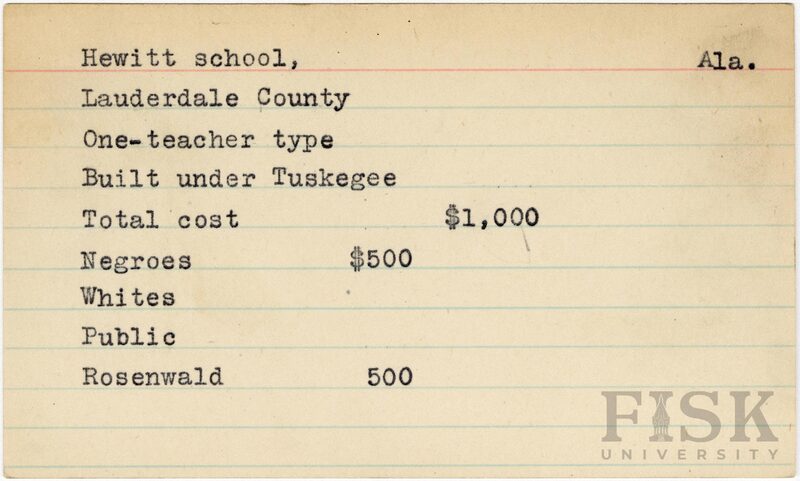 Hewitt school, Ala.
Lauderdale County
One-teacher type
Built under Tuskegee
Total cost $1,000
Negroes $500
Whites
Public
Rosenwald 500
FISK
UNIVERSITY